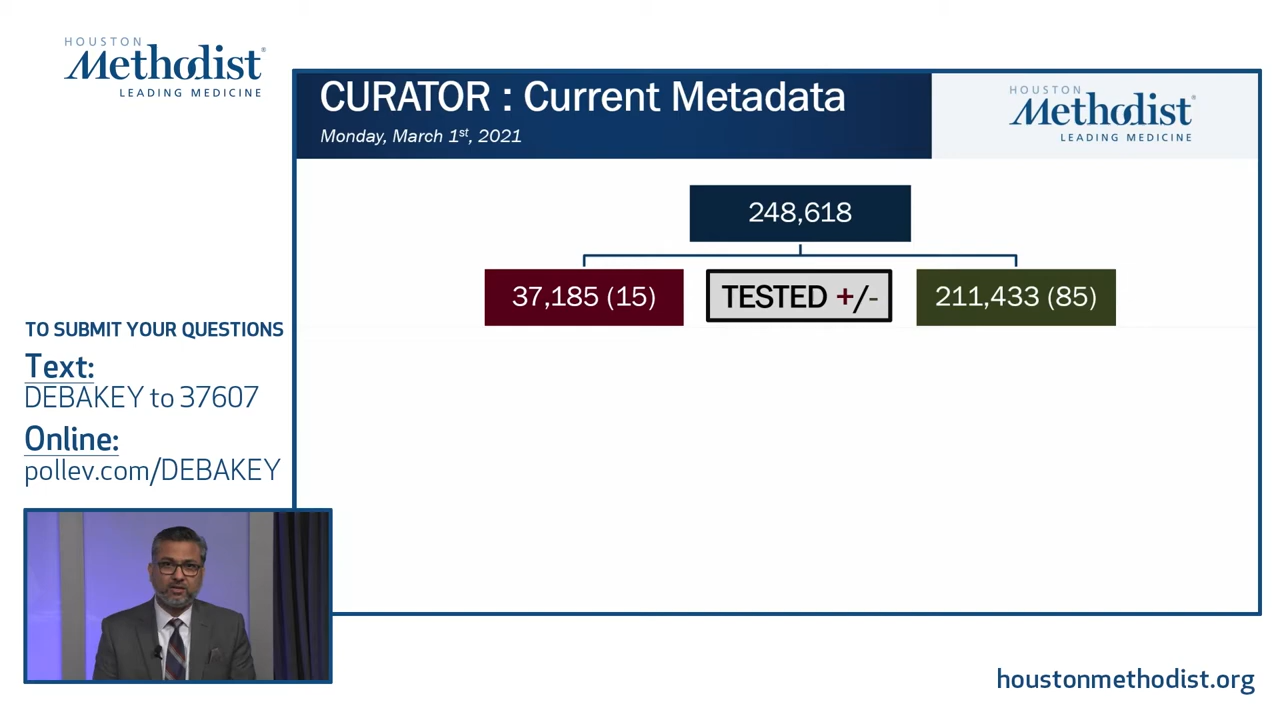 HOUSTON
Methodist®
LEADING MEDICINE
CURATOR : Current Metadata
Monday, March 1st, 2021
HOUSTON
Methodist®
LEADING MEDICINE
248,618
37,185 (15)
TESTED +/-
211,433 (85)
TO SUBMIT YOUR QUESTIONS
Text:
DEBAKEY to 37607
Online:
pollev.com/DEBAKEY
houstonmethodist.org